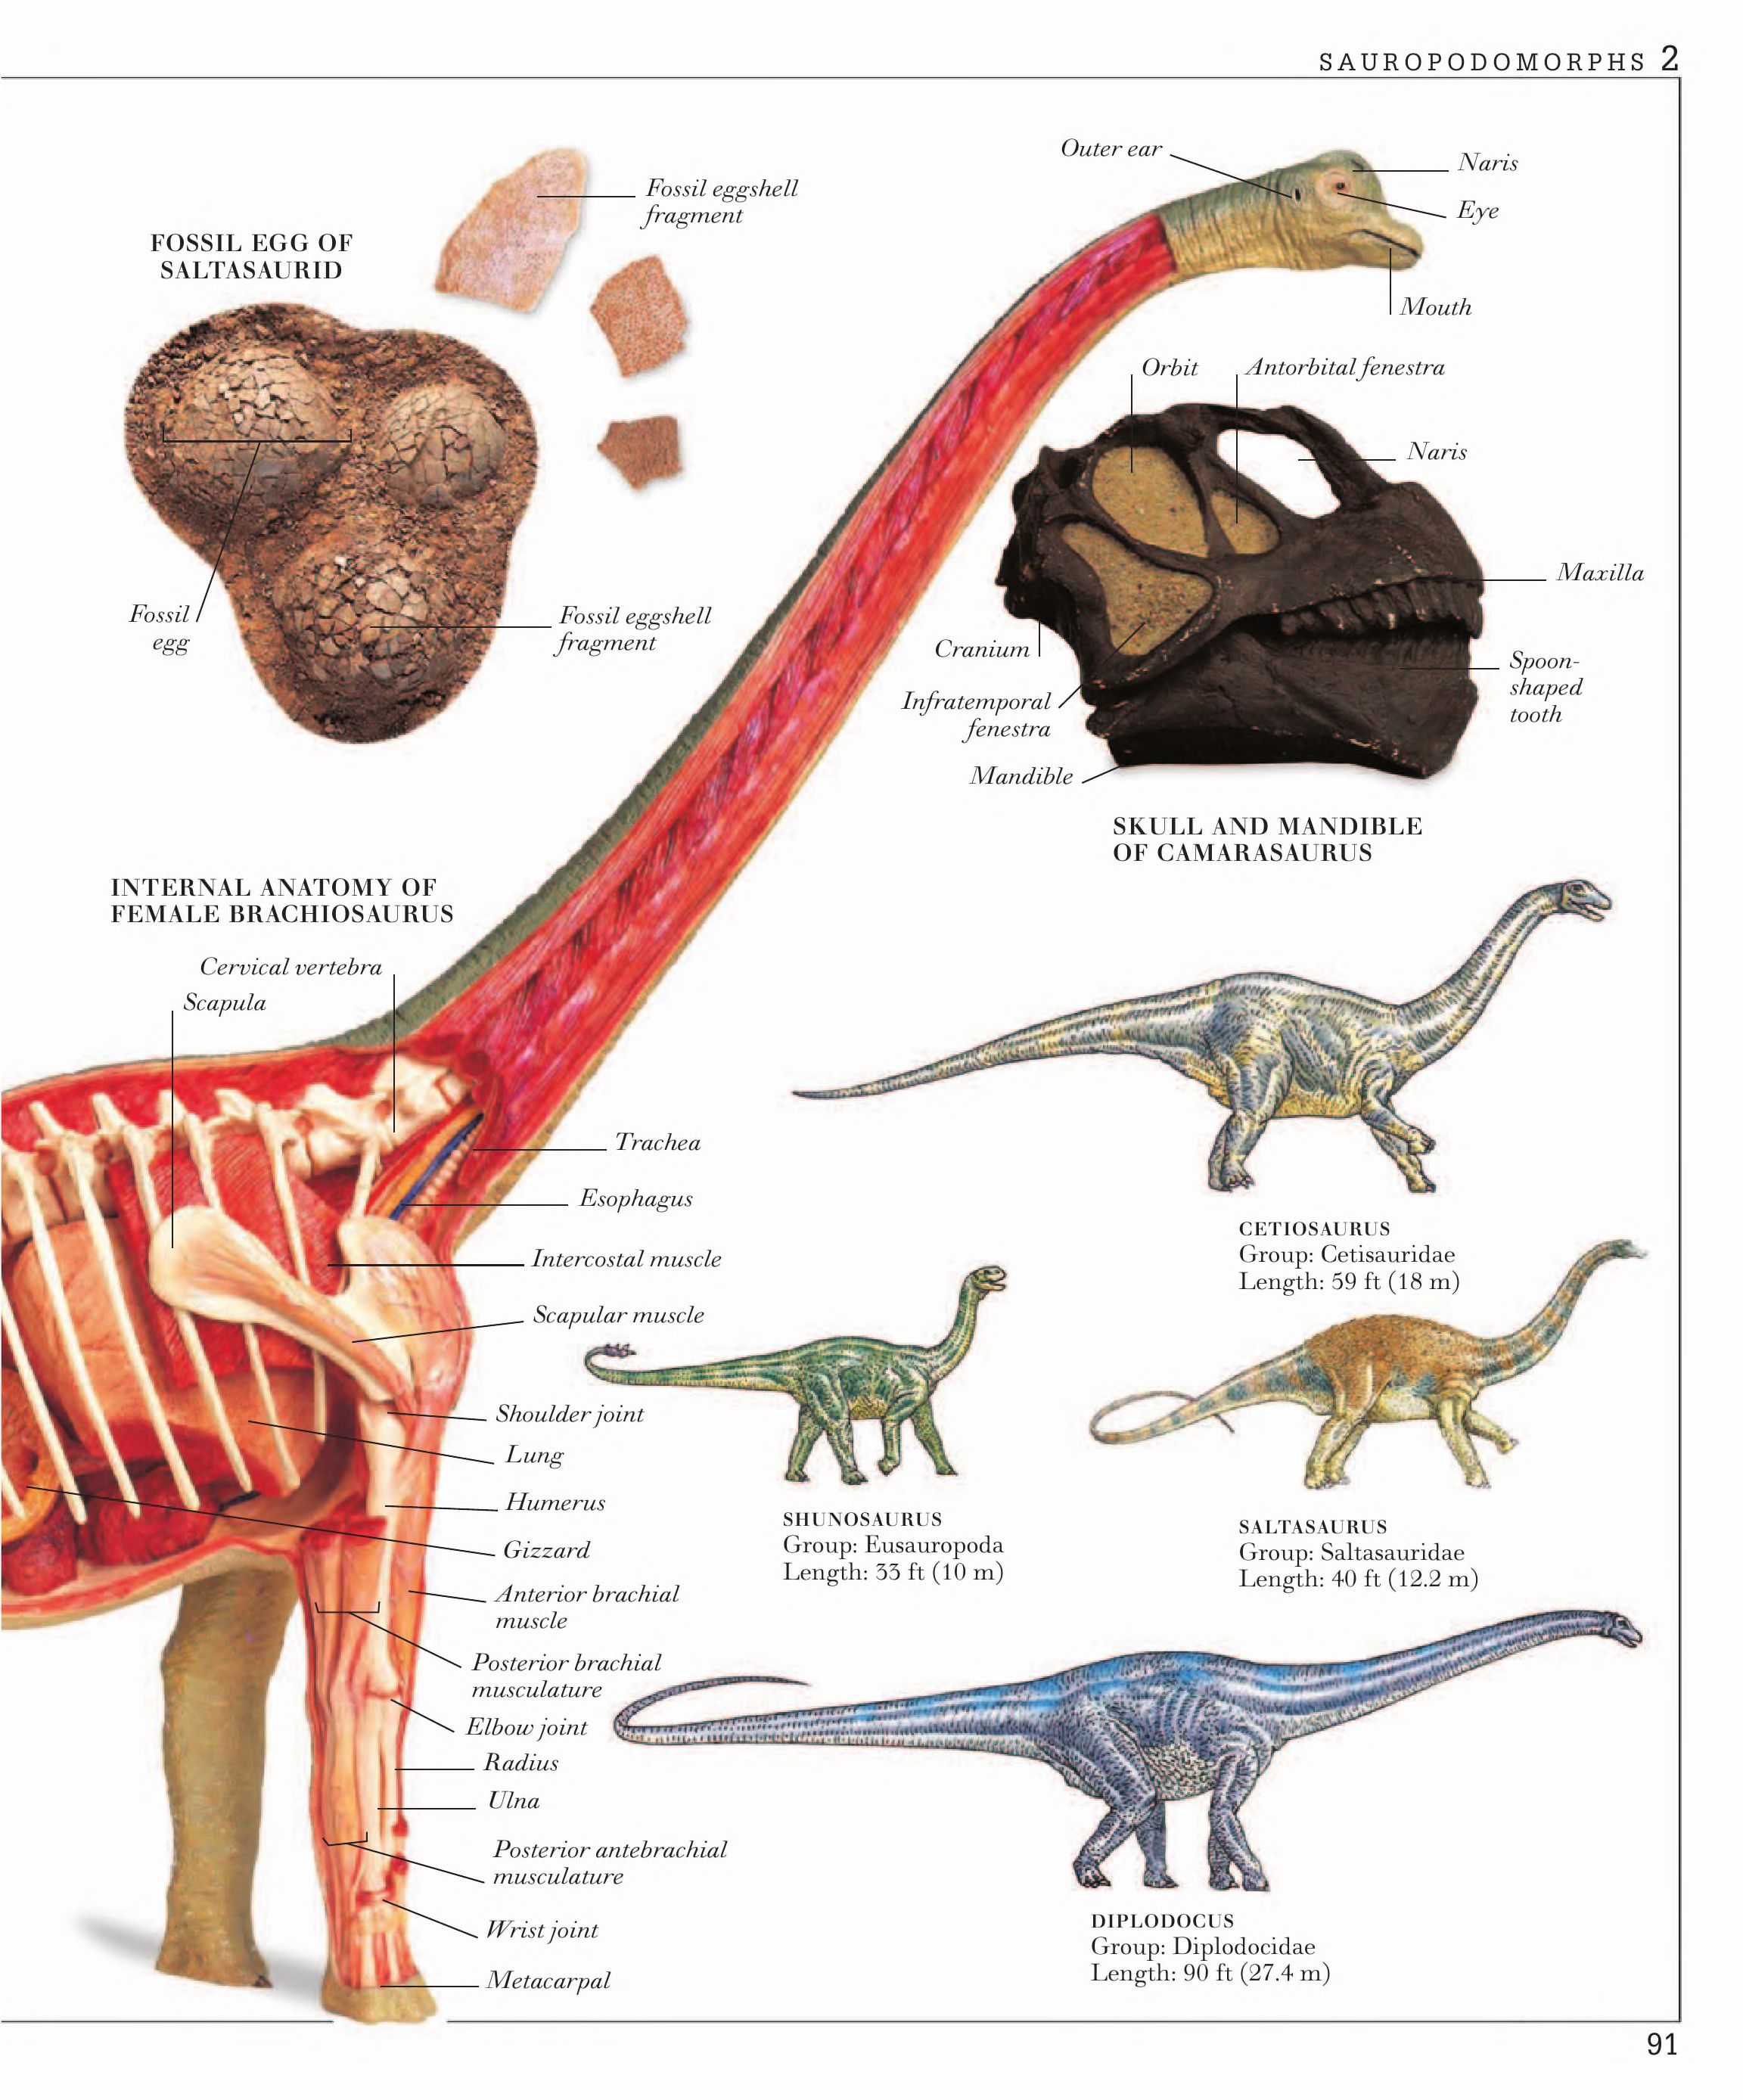 SAUROPODOMORPHS 2
Outer ear
Naris
Eye
Mouth
Fossil eggshell
fragment
FOSSIL EGG OF
SALTASAURID
Fossil
egg
Fossil eggshell
fragment
Orbit
Antorbital fenestra
Naris
Maxilla
Cranium
Spoon-
shaped
tooth
Infratemporal
fenestra
Mandible
SKULL AND MANDIBLE
OF CAMARASAURUS
INTERNAL ANATOMY OF
FEMALE BRACHIOSAURUS
Cervical vertebra
Scapula
Trachea
Esophagus
Intercostal muscle
Scapular muscle
Shoulder joint
Lung
Humerus
Gizzard
Anterior brachial
muscle
Posterior brachial
musculature
Elbow joint
Radius
Ulna
Posterior antebrachial
musculature
Wrist joint
Metacarpal
CETIOSAURUS
Group: Cetisauridae
Length: 59 ft (18 m)
SHUNOSAURUS
Group: Eusauropoda
Length: 33 ft (10 m)
SALTASAURUS
Group: Saltasauridae
Length: 40 ft (12.2 m)
DIPLODOCUS
Group: Diplodocidae
Length: 90 ft (27.4 m)
91